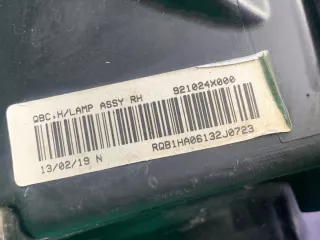 QBC,H/LAMP ASSY RH 921024X000
13/02/19 N RQB1HA06132J0723